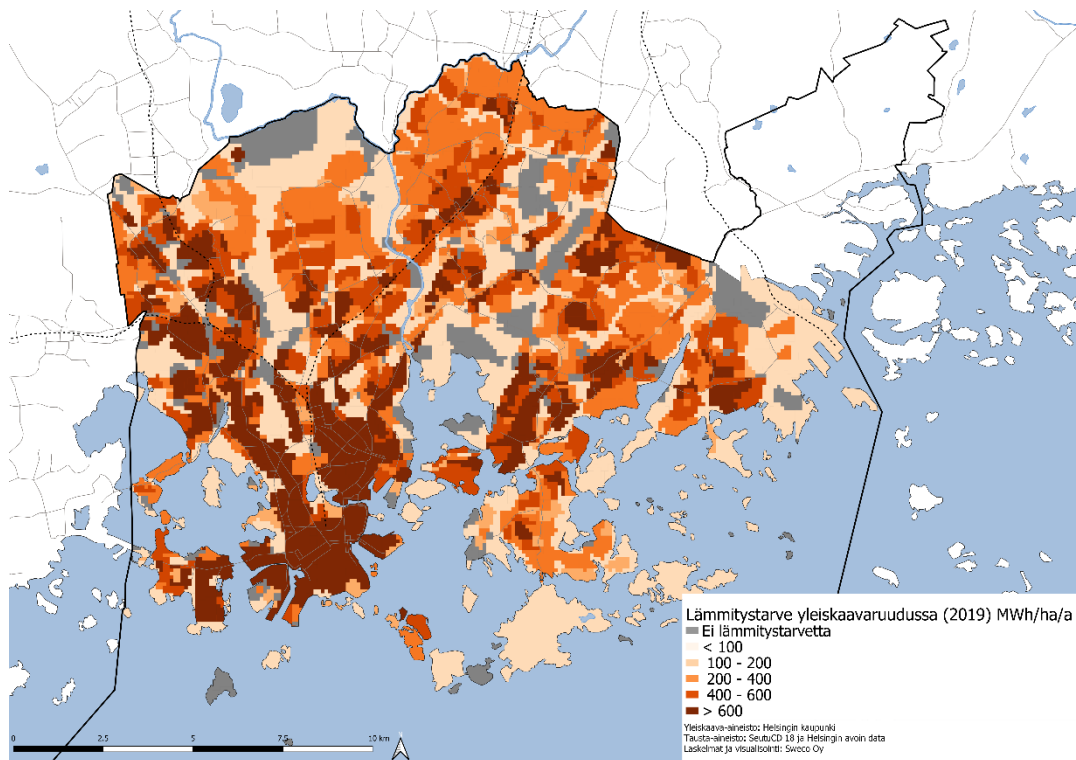 Lämmitystarve yleiskaavaruudussa (2019) MWh/ha/a
Ei lämmitystarvetta
< 100
100 - 200
200 - 400
400 - 600
> 600
Yleiskaava-aineisto: Helsingin kaupunki
Tausta-aineisto: SeutuCD 18 ja Helsingin avoin data
Laskelmat ja visualisointi: Sweco Oy
0 2.5 5 7.5 10 km